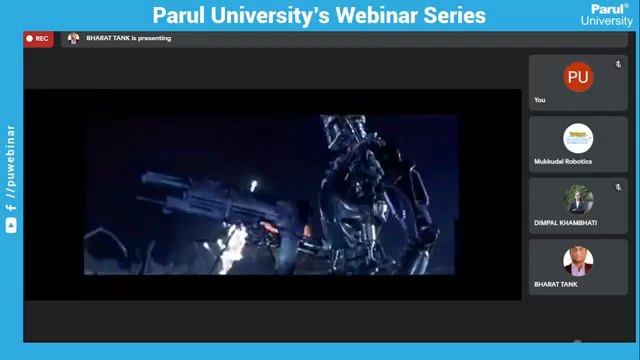 Parul University's Webinar Series
Parul®
University
REC
BHARAT TANK is presenting
PU
You
Mukkudal Robotics
DIMPAL KHAMBHATI
BHARAT TANK
/puwebinar